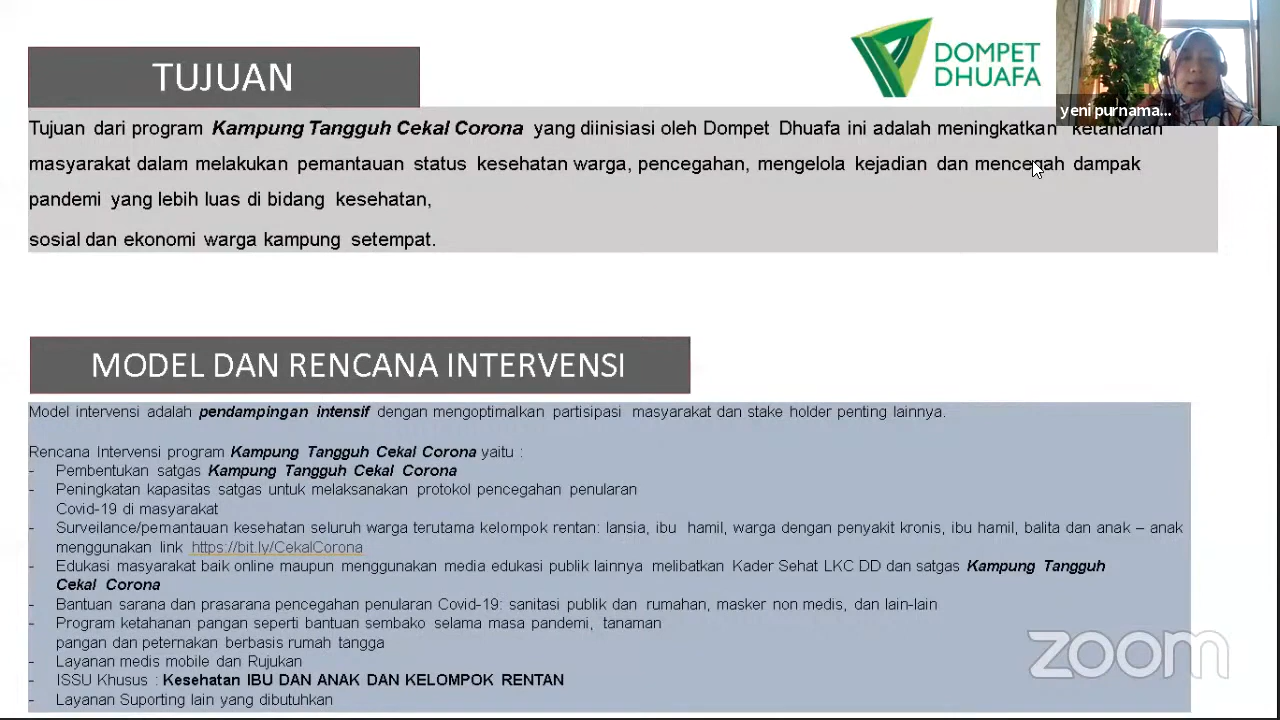 TUJUAN
DOMPET
DHUAFA
yeni purnama...
Tujuan dari program Kampung Tangguh Cekal Corona yang diinisiasi oleh Dompet Dhuafa ini adalah meningkatkan ketahanan
masyarakat dalam melakukan pemantauan status kesehatan warga, pencegahan, mengelola kejadian dan mencegah dampak
pandemi yang lebih luas di bidang kesehatan,
sosial dan ekonomi warga kampung setempat.
MODEL DAN RENCANA INTERVENSI
Model intervensi adalah pendampingan intensif dengan mengoptimalkan partisipasi masyarakat dan stake holder penting lainnya.
Rencana Intervensi program Kampung Tangguh Cekal Corona yaitu :
- Pembentukan satgas Kampung Tangguh Cekal Corona
- Peningkatan kapasitas satgas untuk melaksanakan protokol pencegahan penularan
Covid-19 di masyarakat
- Surveilance/pemantauan kesehatan seluruh warga terutama kelompok rentan: lansia, ibu hamil, warga dengan penyakit kronis, ibu hamil, balita dan anak – anak
menggunakan link https://bit.ly/CekalCorona
- Edukasi masyarakat baik online maupun menggunakan media edukasi publik lainnya melibatkan Kader Sehat LKC DD dan satgas Kampung Tangguh
Cekal Corona
- Bantuan sarana dan prasarana pencegahan penularan Covid-19: sanitasi publik dan rumahan, masker non medis, dan lain-lain
- Program ketahanan pangan seperti bantuan sembako selama masa pandemi, tanaman
pangan dan peternakan berbasis rumah tangga
- Layanan medis mobile dan Rujukan
- ISSU Khusus : Kesehatan IBU DAN ANAK DAN KELOMPOK RENTAN
- Layanan Suporting lain yang dibutuhkan
zoom